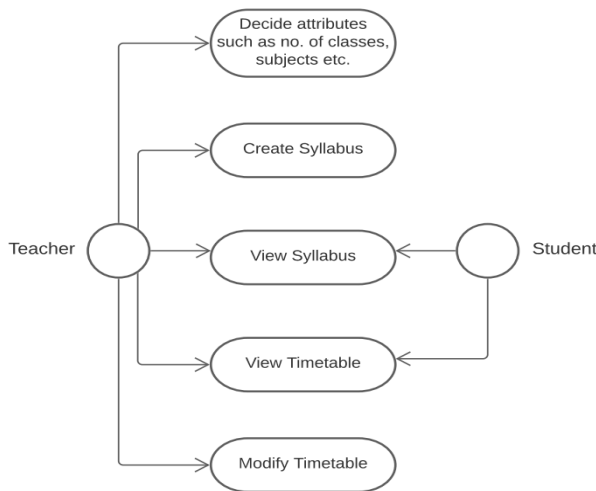 Decide attributes
such as no. of classes,
subjects etc.
Create Syllabus
Teacher
View Syllabus
Student
View Timetable
Modify Timetable